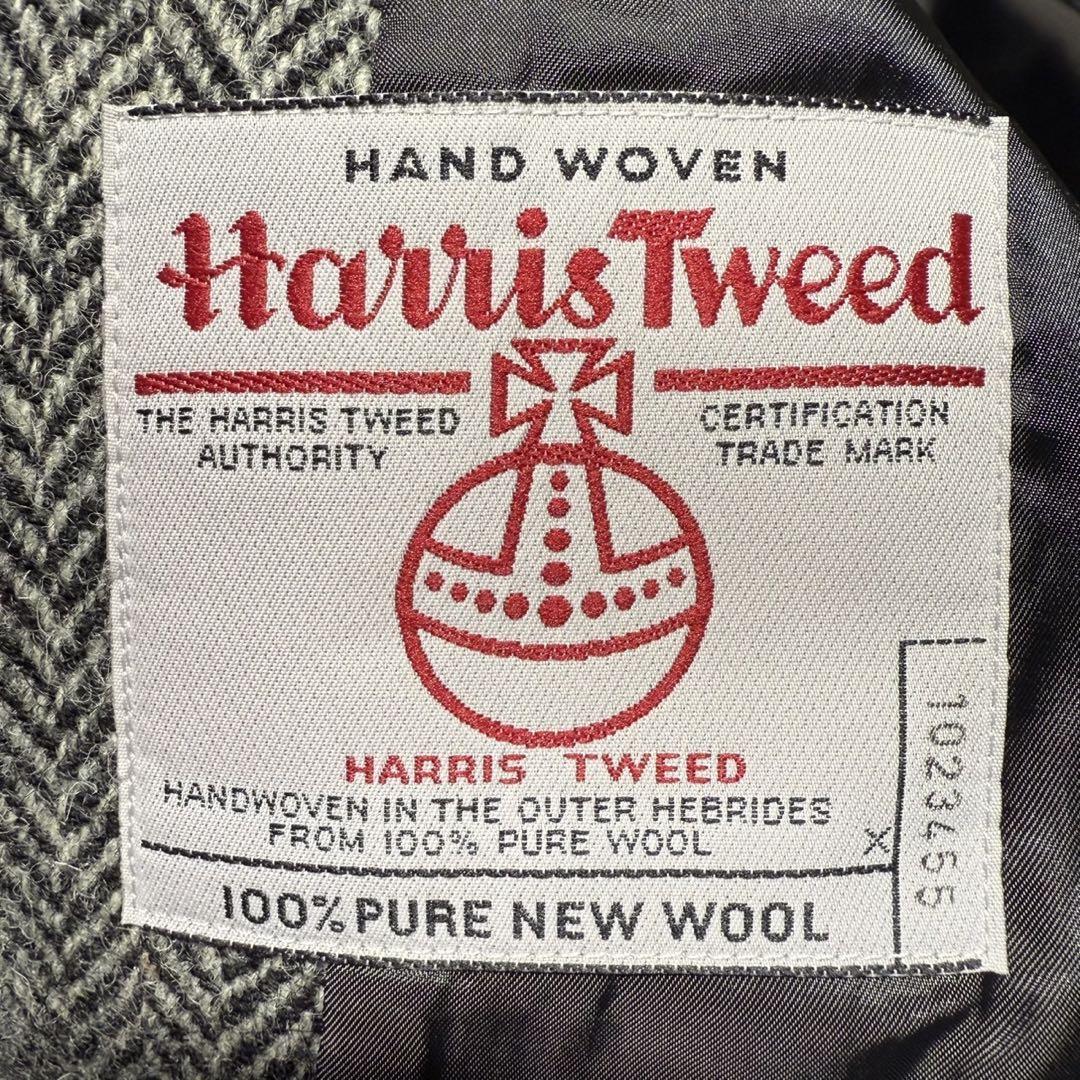 HAND WOVEN
Harris Tweed
THE HARRIS TWEED
AUTHORITY
CERTIFICATION
TRADE MARK
HARRIS TWEED
HANDWOVEN IN THE OUTER HEBRIDES
FROM 100% PURE WOOL
X
100% PURE NEW WOOL
1023455